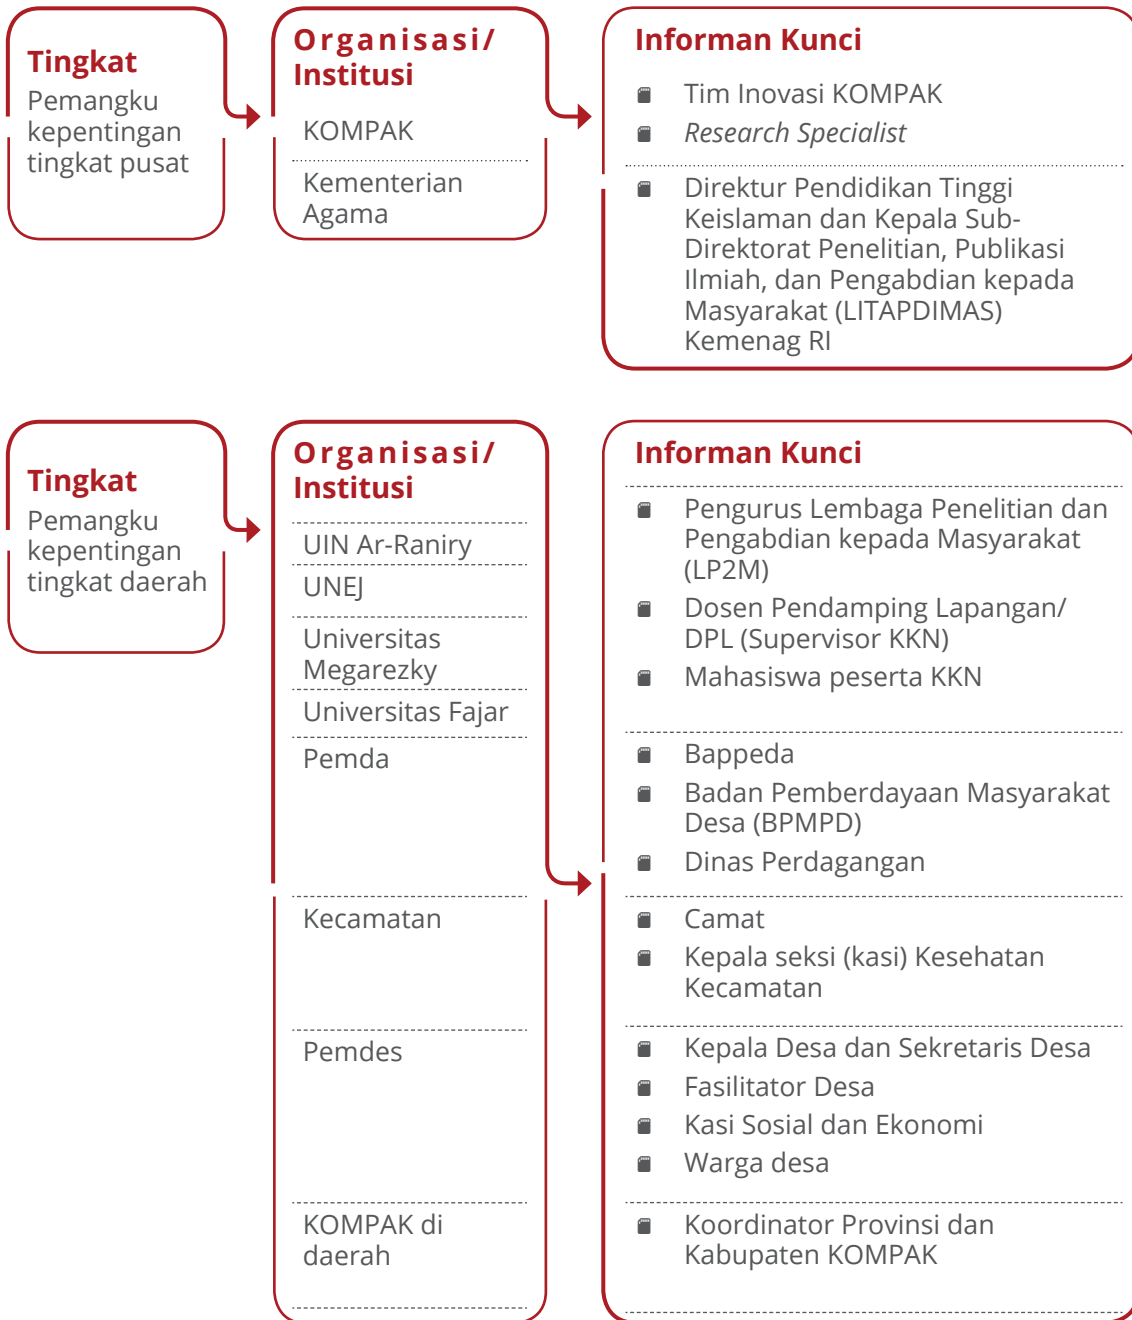 Tingkat
Pemangku
kepentingan
tingkat pusat
Organisasi/
Institusi
KOMPAK
Kementerian
Agama
Informan Kunci
Tim Inovasi KOMPAK
Research Specialist
Direktur Pendidikan Tinggi
Keislaman dan Kepala Sub-
Direktorat Penelitian, Publikasi
Ilmiah, dan Pengabdian kepada
Masyarakat (LITAPDIMAS)
Kemenag RI
Tingkat
Pemangku
kepentingan
tingkat daerah
Organisasi/
Institusi
UIN Ar-Raniry
UNEJ
Universitas
Megarezky
Universitas Fajar
Pemda
Kecamatan
Pemdes
KOMPAK di
daerah
Informan Kunci
Pengurus Lembaga Penelitian dan
Pengabdian kepada Masyarakat
(LP2M)
Dosen Pendamping Lapangan/
DPL (Supervisor KKN)
Mahasiswa peserta KKN
Bappeda
Badan Pemberdayaan Masyarakat
Desa (BPMPD)
Dinas Perdagangan
Camat
Kepala seksi (kasi) Kesehatan
Kecamatan
Kepala Desa dan Sekretaris Desa
Fasilitator Desa
Kasi Sosial dan Ekonomi
Warga desa
Koordinator Provinsi dan
Kabupaten KOMPAK